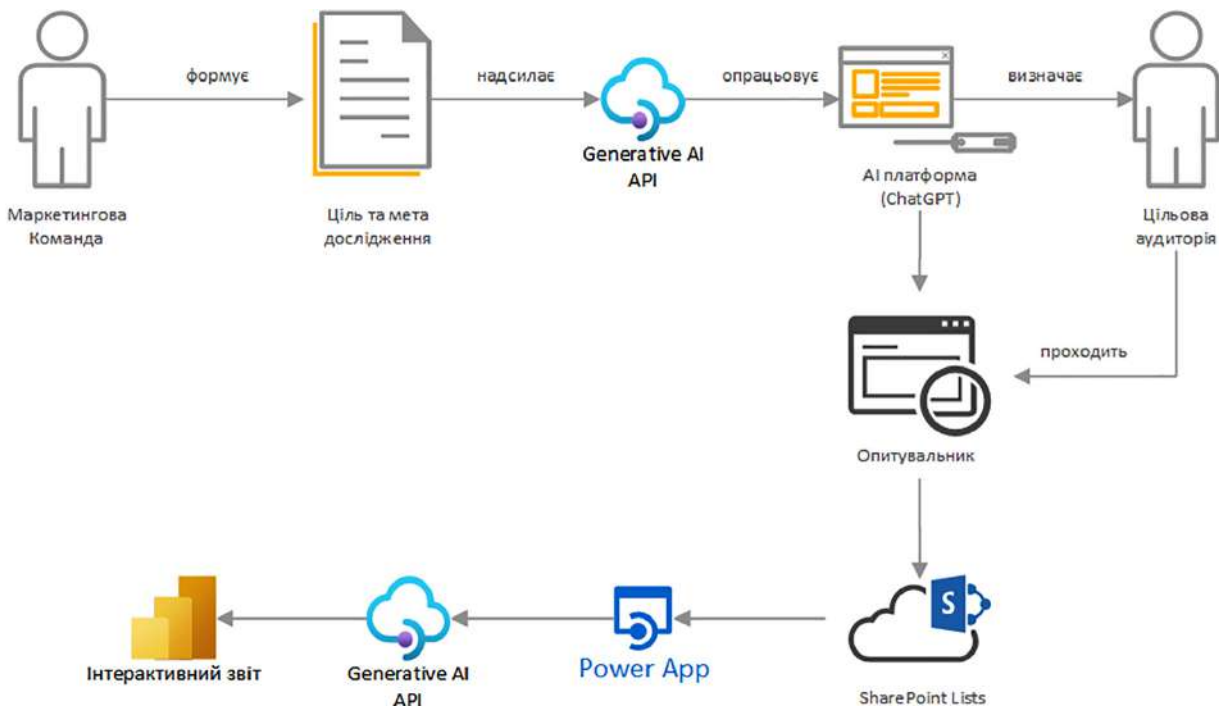 формує
надсилає
опрацьовує
визначає
Generative AI
API
Маркетингова
Команда
Ціль та мета
дослідження
AI платформа
(ChatGPT)
Цільова
аудиторія
проходить
Опитувальник
S
Інтерактивний звіт
Generative AI
API
Power App
SharePoint Lists